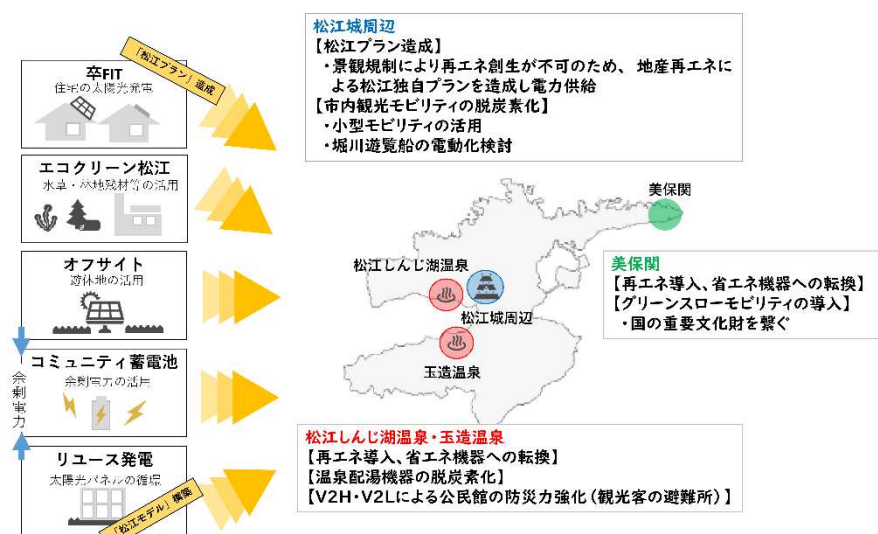 「松江プラン」造成
卒FIT
住宅の太陽光発電
エコクリーン松江
水草・林地残材等の活用
オフサイト
遊休地の活用
コミュニティ蓄電池
余剰電力の活用
余剰電力
リユース発電
太陽光パネルの循環
「松江モデル」構築
松江城周辺
【松江プラン造成】
・景観規制により再エネ創生が不可のため、 地産再エネに
よる松江独自プランを造成し電力供給
【市内観光モビリティの脱炭素化】
・小型モビリティの活用
・堀川遊覧船の電動化検討
美保関
松江しんじ湖温泉
松江城周辺
玉造温泉
美保関
【再エネ導入、省エネ機器への転換】
【グリーンスローモビリティの導入】
・国の重要文化財を繋ぐ
松江しんじ湖温泉・玉造温泉
【再エネ導入、省エネ機器への転換】
【温泉配湯機器の脱炭素化】
【V2H・V2Lによる公民館の防災力強化（観光客の避難所）】